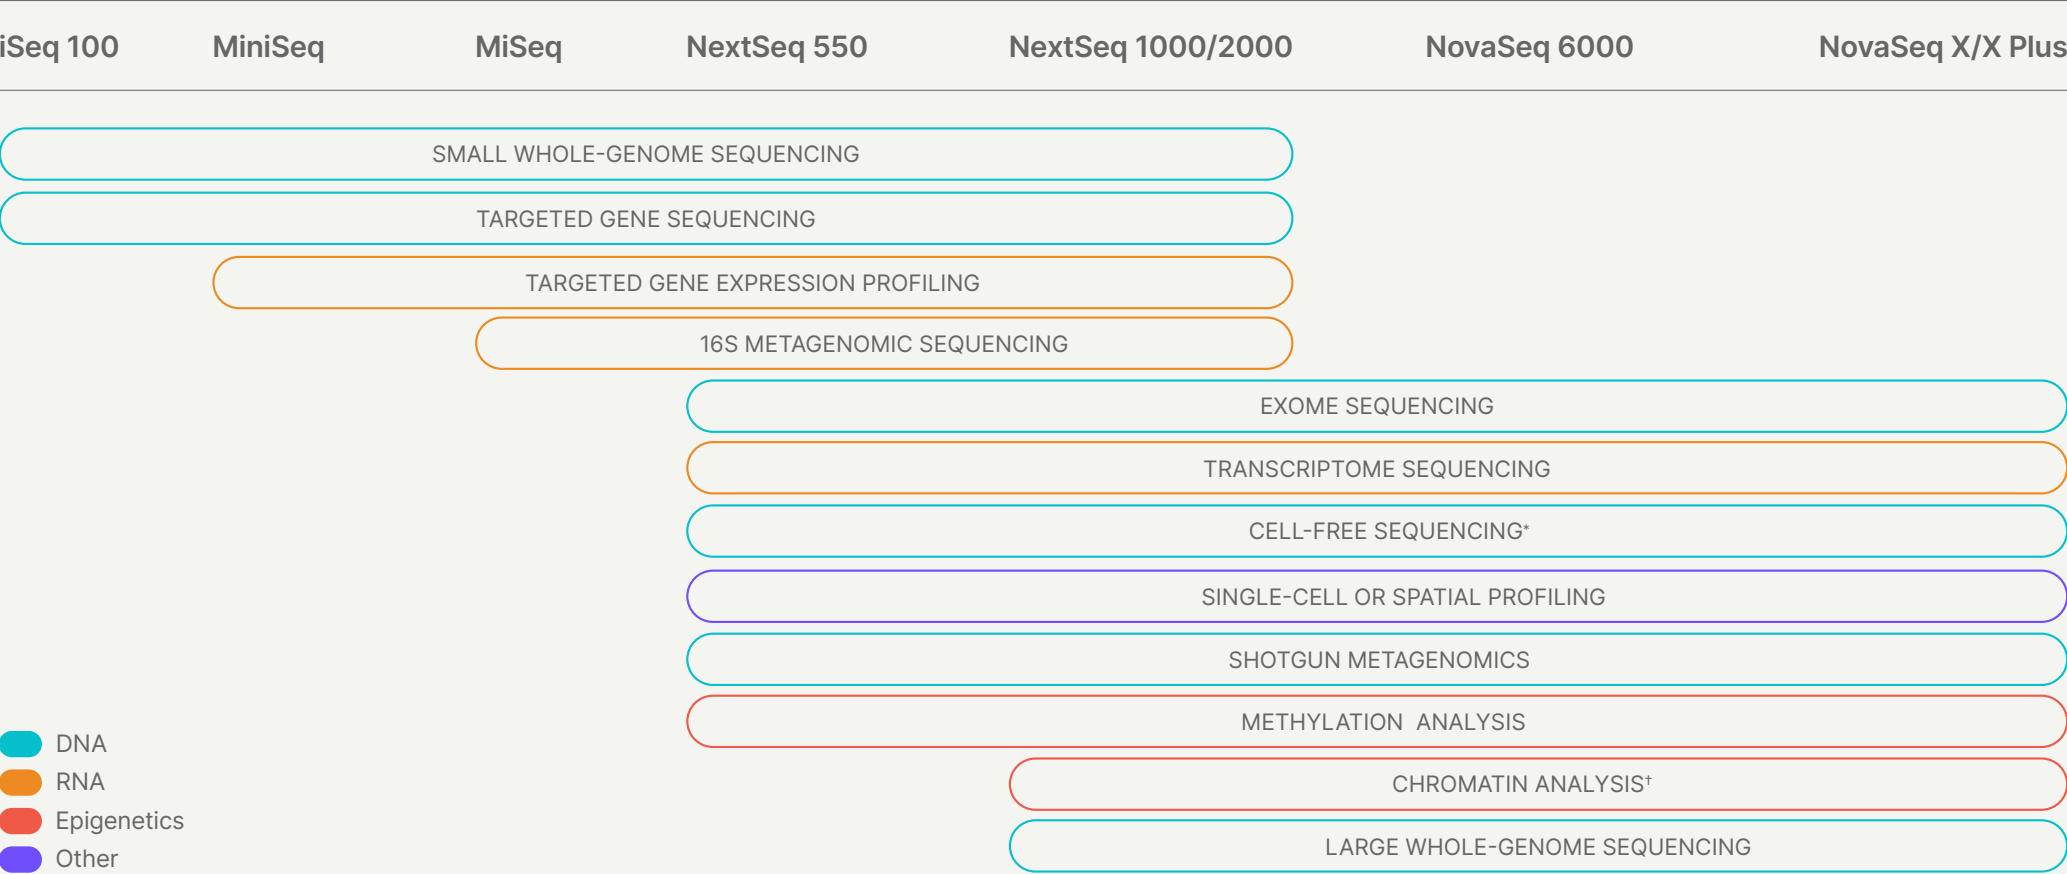 iSeq 100 MiniSeq MiSeq NextSeq 550 NextSeq 1000/2000 NovaSeq 6000 NovaSeq X/X Plus
SMALL WHOLE-GENOME SEQUENCING
TARGETED GENE SEQUENCING
TARGETED GENE EXPRESSION PROFILING
16S METAGENOMIC SEQUENCING
EXOME SEQUENCING
TRANSCRIPTOME SEQUENCING
CELL-FREE SEQUENCING*
SINGLE-CELL OR SPATIAL PROFILING
SHOTGUN METAGENOMICS
METHYLATION ANALYSIS
CHROMATIN ANALYSIS†
LARGE WHOLE-GENOME SEQUENCING
DNA
RNA
Epigenetics
Other